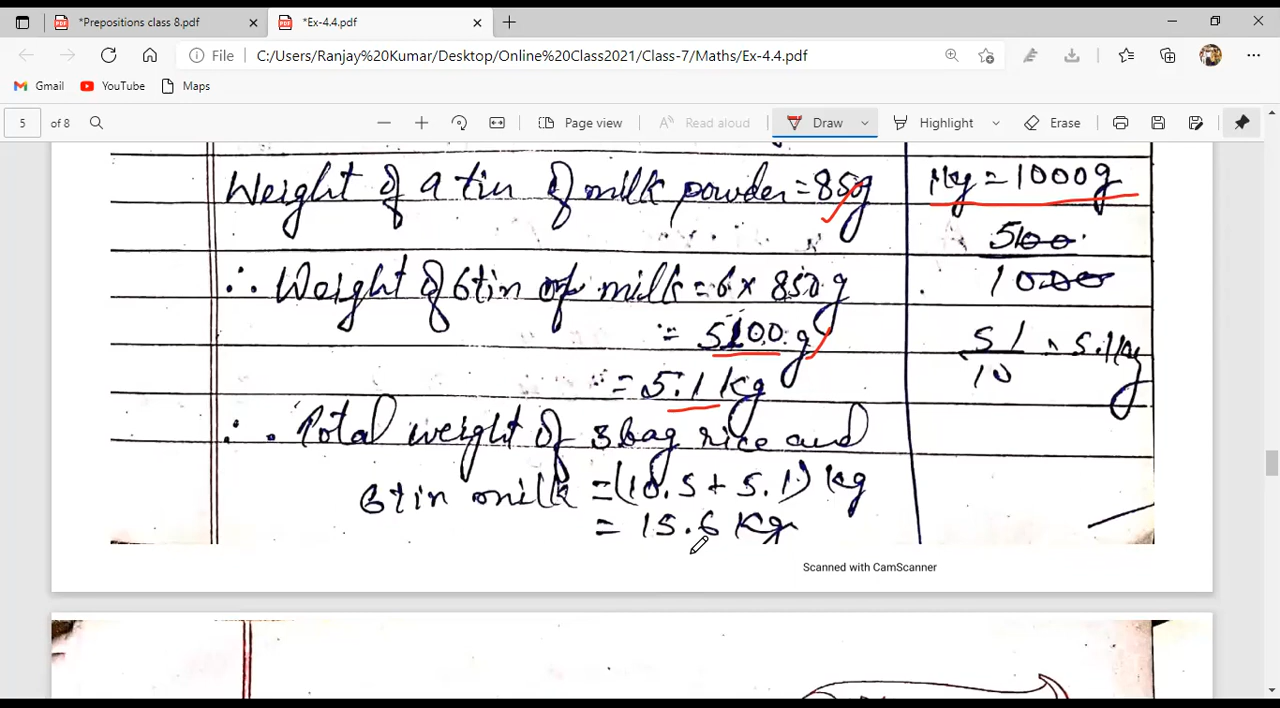 *Prepositions class 8.pdf
*Ex-4.4.pdf
File C:/Users/Ranjay%20Kumar/Desktop/Online%20Class2021/Class-7/Maths/Ex-4.4.pdf
Gmail YouTube Maps
5 of 8 Page view Read aloud Draw Highlight Erase
Weight of a tin of milk powder = 850g
1kg = 1000g
5100
1000
∴ Weight of 6 tin of milk = 6 × 850 g
= 5100 g
51
10
= 5.1 kg
= 5.1 kg
∴ Total weight of 3 bag rice and
6 tin milk = (10.5 + 5.1) kg
= 15.6 kg
Scanned with CamScanner